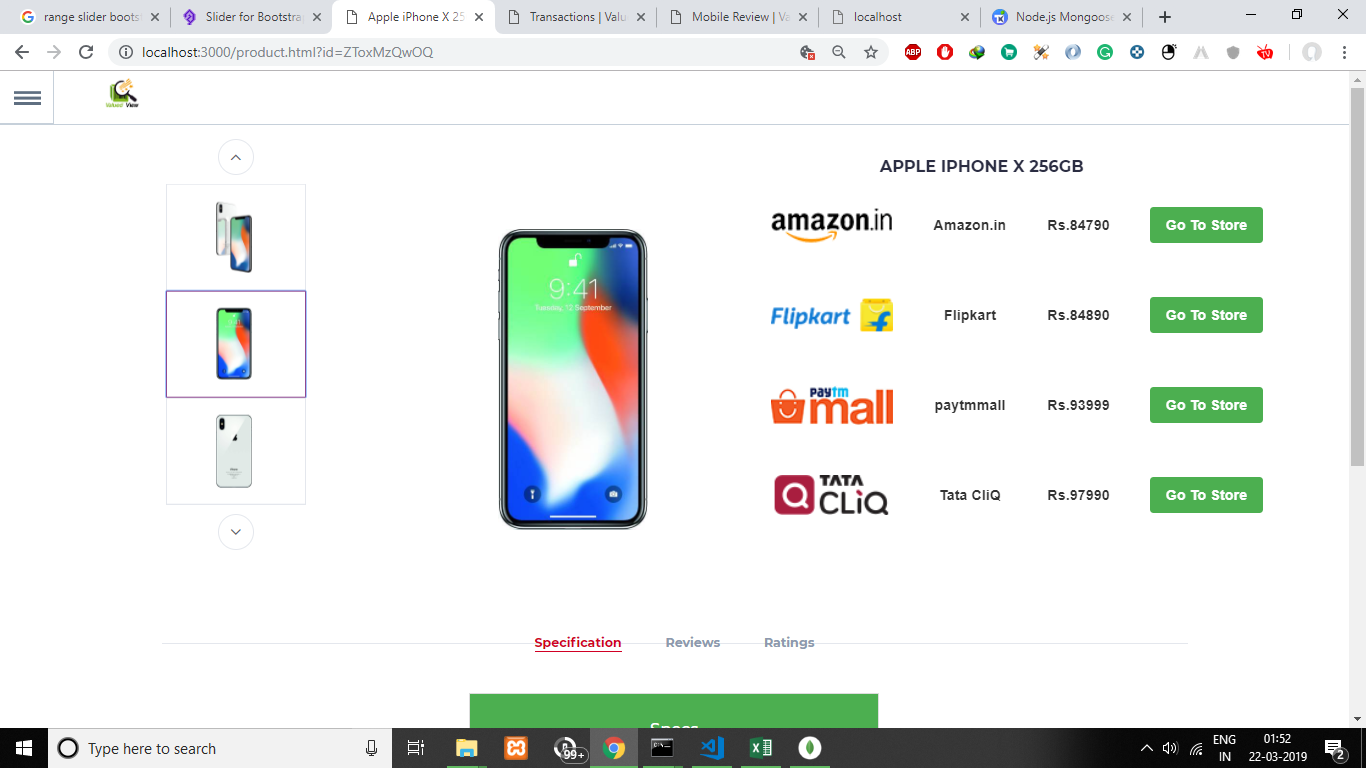 range slider boots
Slider for Bootstra
Apple iPhone X 25
Transactions | Valu
Mobile Review | Va
localhost
Node.js Mongoose
localhost:3000/product.html?id=ZToxMzQwOQ
ABP
TV
Valued View
APPLE IPHONE X 256GB
amazon.in Amazon.in Rs.84790 Go To Store
9:41
Tuesday, 12 September
Flipkart Flipkart Rs.84890 Go To Store
paytm mall paytmmall Rs.93999 Go To Store
TATA CLiQ Tata CliQ Rs.97990 Go To Store
Specification Reviews Ratings
Specs
Type here to search
99+
ENG
IN
01:52
22-03-2019
2